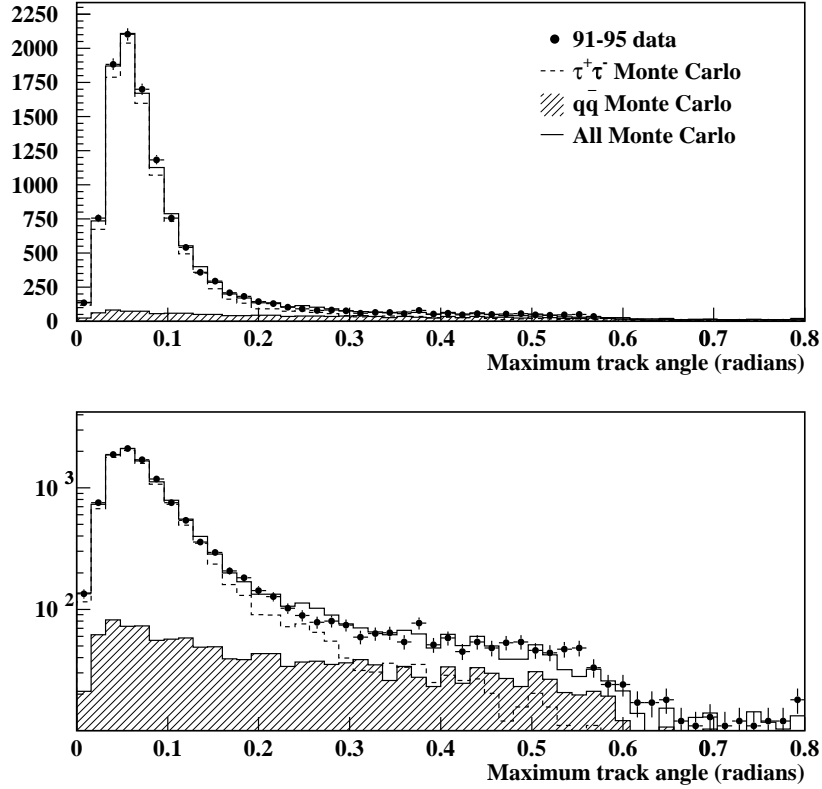 2250
2000
1750
1500
1250
1000
750
500
250
0
91-95 data
τ⁺τ⁻ Monte Carlo
qq̄ Monte Carlo
All Monte Carlo
0 0.1 0.2 0.3 0.4 0.5 0.6 0.7 0.8
Maximum track angle (radians)
10³
10²
0 0.1 0.2 0.3 0.4 0.5 0.6 0.7 0.8
Maximum track angle (radians)